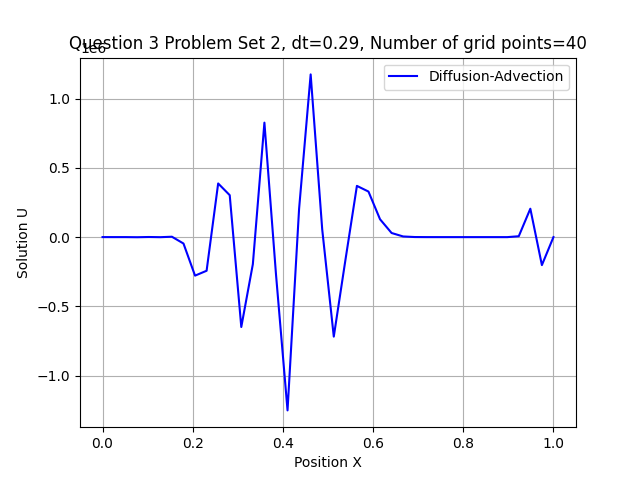 Question 3 Problem Set 2, dt=0.29, Number of grid points=40
1e6
Diffusion-Advection
1.0
0.5
0.0
−0.5
−1.0
Solution U
0.0 0.2 0.4 0.6 0.8 1.0
Position X